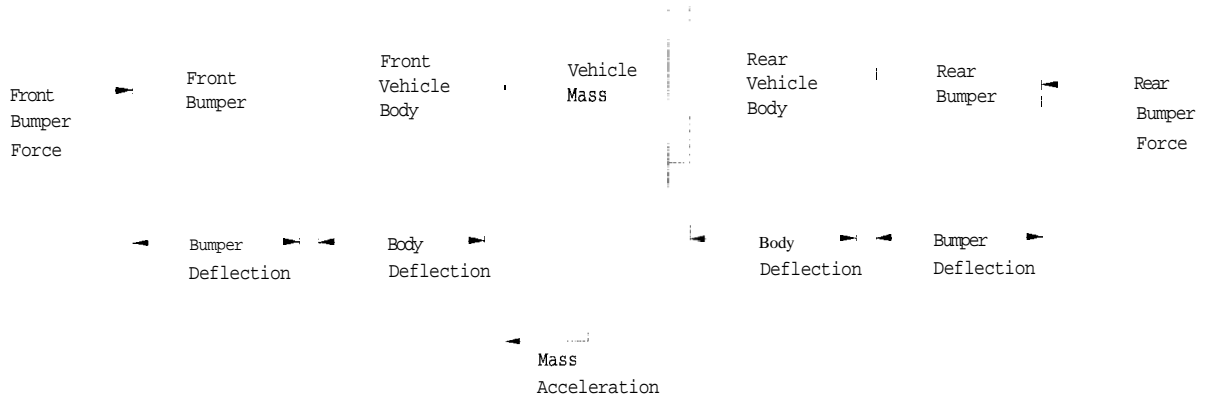 Front
Bumper
Force
Front
Bumper
Front
Vehicle
Body
Vehicle
Mass
Rear
Vehicle
Body
Rear
Bumper
Rear
Bumper
Force
Bumper
Deflection
Body
Deflection
Body
Deflection
Bumper
Deflection
Mass
Acceleration